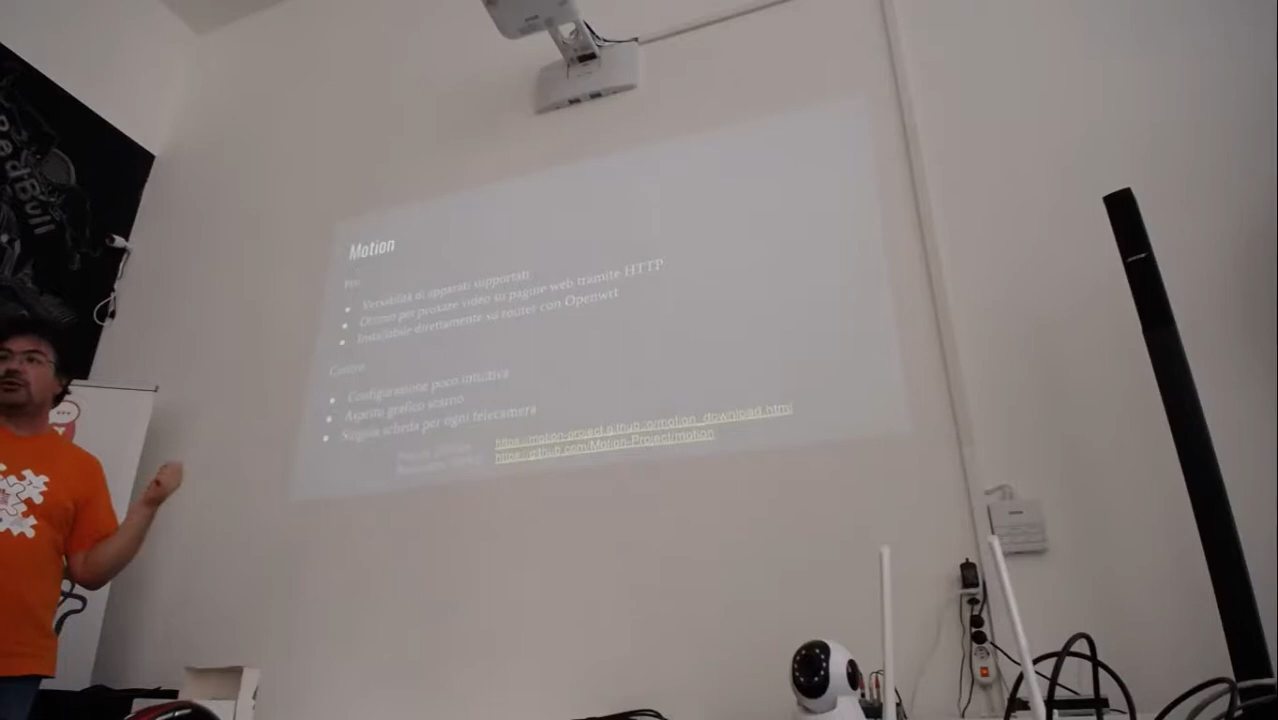 RedBull
Motion
Pro
Versatilità di apparati supportati
Ottimo per portare video su pagine web tramite HTTP
Installabile direttamente su router con Openwrt
Contro
Configurazione poco intuitiva
Aspetto grafico scarno
Singola scheda per ogni telecamera
https://motion-project.github.io/motion_download.html
https://github.com/Motion-Project/motion